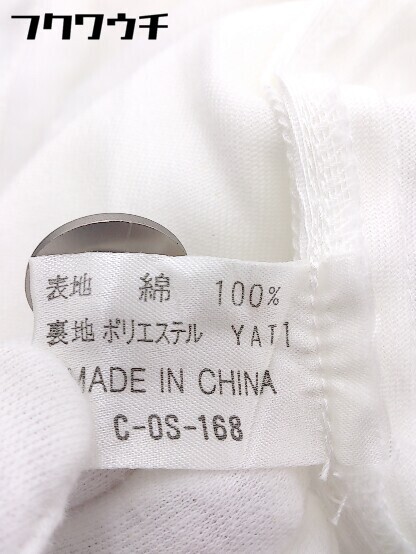 フクワウチ
表地 綿 100%
裏地 ポリエステル YAT1
MADE IN CHINA
C-OS-168